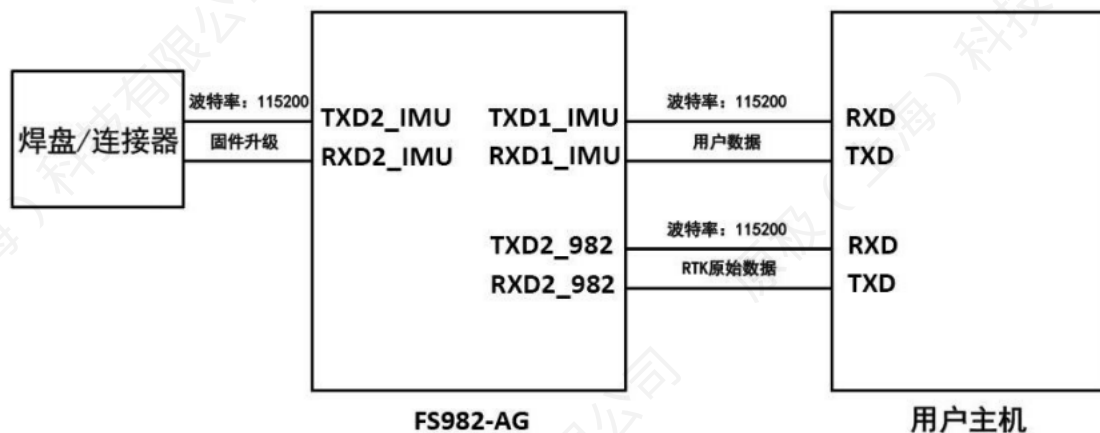 焊盘/连接器
波特率：115200
固件升级
TXD2_IMU
RXD2_IMU
TXD1_IMU
RXD1_IMU
波特率：115200
用户数据
RXD
TXD
TXD2_982
RXD2_982
波特率：115200
RTK原始数据
RXD
TXD
FS982-AG
用户主机